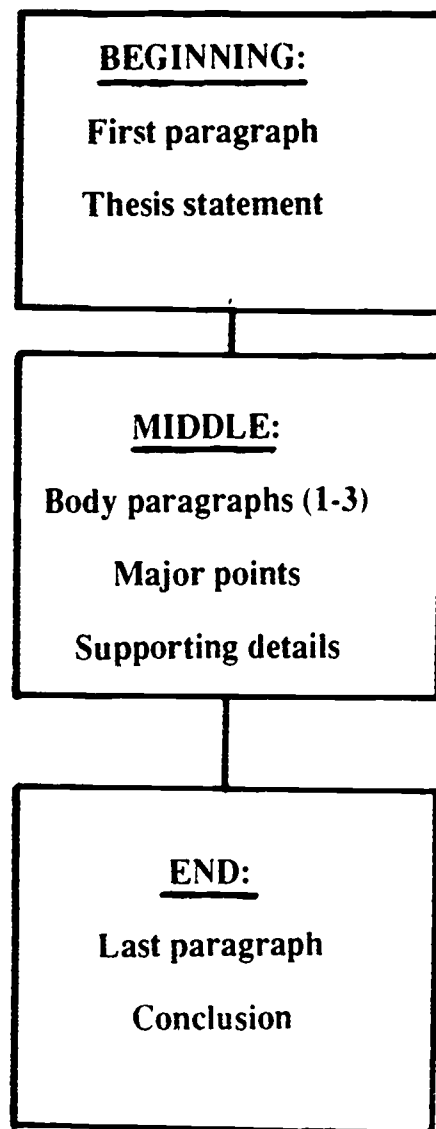 BEGINNING:
First paragraph
Thesis statement
MIDDLE:
Body paragraphs (1-3)
Major points
Supporting details
END:
Last paragraph
Conclusion